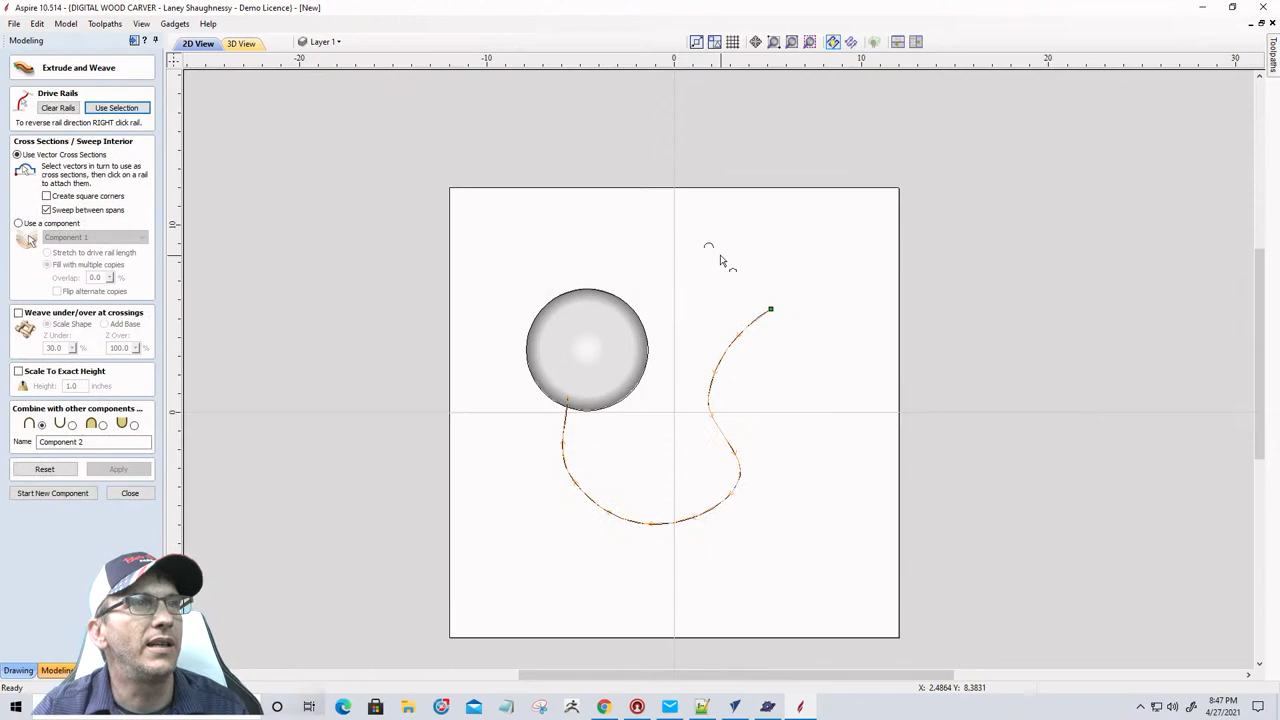 Aspire 10.514 - (DIGITAL WOOD CARVER - Laney Shaughnessy - Demo Licence) - [New]
File Edit Model Toolpaths View Gadgets Help
Modeling ? 2D View 3D View Layer 1
-20 -10 0 10 20 30
Extrude and Weave
Drive Rails
Clear Rails Use Selection
To reverse rail direction RIGHT click rail.
Cross Sections / Sweep Interior
Use Vector Cross Sections
Select vectors in turn to use as
cross sections, then click on a rail
to attach them.
Create square corners
Sweep between spans
Use a component
Component 1
Stretch to drive rail length
Fill with multiple copies
Overlap: 0.0 %
Flip alternate copies
Weave under/over at crossings
Scale Shape Add Base
Z Under: Z Over:
30.0 % 100.0 %
Scale To Exact Height
Height: 1.0 inches
Combine with other components ...
Name Component 2
Reset Apply
Start New Component Close
10
0
Toolpaths
Drawing Modeling
Ready X: 2.4864 Y: 8.3831
8:47 PM
4/27/2021